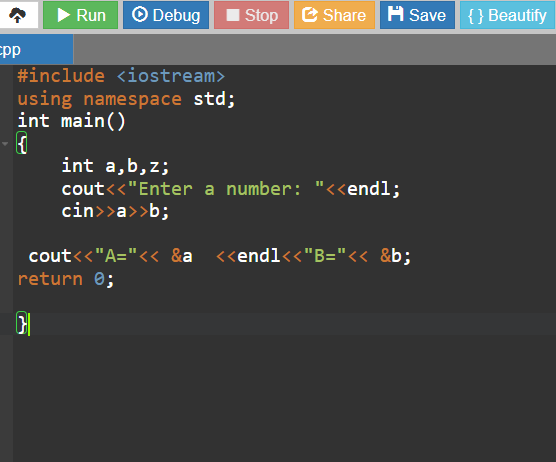 Run Debug Stop Share Save { } Beautify
cpp
#include <iostream>
using namespace std;
int main()
{
    int a,b,z;
    cout<<"Enter a number: "<<endl;
    cin>>a>>b;
 cout<<"A="<< &a  <<endl<<"B="<< &b;
return 0;
}